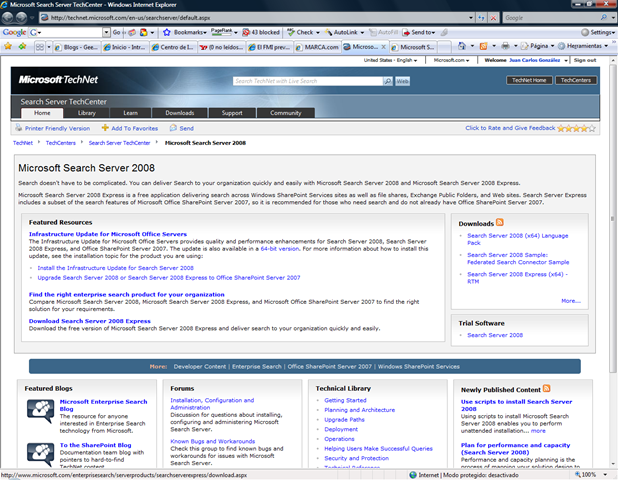 Microsoft Search Server TechCenter - Windows Internet Explorer
http://technet.microsoft.com/en-us/searchserver/default.aspx
Google
Google Go Bookmarks PageRank 43 blocked Check AutoLink AutoFill Send to Settings
Blogs - Gee... Inicio - Intr... Centro de I... (0 no leídos... El FMI prev... MARCA.com Microso... Microsoft S... Página Herramientas
United States - English Microsoft.com Welcome Juan Carlos González Sign out
Microsoft TechNet Search TechNet with Live Search Web TechNet Home TechCenters
Search Server TechCenter
Home Library Learn Downloads Support Community
Printer Friendly Version Add To Favorites Send Click to Rate and Give Feedback
TechNet TechCenters Search Server TechCenter Microsoft Search Server 2008
Microsoft Search Server 2008
Search doesn't have to be complicated. You can deliver Search to your organization quickly and easily with Microsoft Search Server 2008 and Microsoft Search Server 2008 Express.
Microsoft Search Server 2008 Express is a free application delivering search across Windows SharePoint Services sites as well as file shares, Exchange Public Folders, and Web sites. Search Server Express
includes a subset of the search features of Microsoft Office SharePoint Server 2007, so it is recommended for those who need search and do not already have Office SharePoint Server 2007.
Featured Resources
Infrastructure Update for Microsoft Office Servers
The Infrastructure Update for Microsoft Office Servers provides quality and performance enhancements for Search Server 2008, Search Server
2008 Express, and Office SharePoint Server 2007. The update is also available in a 64-bit version. For more information about how to install this
update, see the installation topic for the product you are using:
Install the Infrastructure Update for Search Server 2008
Upgrade Search Server 2008 or Search Server 2008 Express to Office SharePoint Server 2007
Find the right enterprise search product for your organization
Compare Microsoft Search Server 2008, Microsoft Search Server 2008 Express, and Microsoft Office SharePoint Server 2007 to find the right
solution for your requirements.
Download Search Server 2008 Express
Download the free version of Microsoft Search Server 2008 Express and deliver search to your organization quickly and easily.
Downloads
Search Server 2008 (x64) Language
Pack
Search Server 2008 Sample:
Federated Search Connector Sample
Search Server 2008 Express (x64) -
RTM
More...
Trial Software
Search Server 2008
More: Developer Content | Enterprise Search | Office SharePoint Server 2007 | Windows SharePoint Services
Featured Blogs
Microsoft Enterprise Search
Blog
The resource for anyone
interested in Enterprise
Search technology from
Microsoft.
To the SharePoint Blog
Documentation team blog with
pointers to hard-to-find
TechNet content
Forums
Installation, Configuration and
Administration
Discussion for questions about installing,
configuring and administering Microsoft
Search Server.
Known Bugs and Workarounds
Check this group to find known bugs and
workarounds for issues with Microsoft
Search Server.
Technical Library
Getting Started
Planning and Architecture
Upgrade Paths
Deployment
Operations
Helping Users Make Successful Queries
Security and Protection
Technical Reference
Newly Published Content
Use scripts to install Search Server
2008
Using scripts to install Microsoft Search
Server 2008 enables you to perform
unattended installation... more
Plan for performance and capacity
(Search Server 2008)
Performance and capacity planning is the
process of mapping your solution design to
http://www.microsoft.com/enterprisesearch/serverproducts/searchserverexpress/download.aspx Internet | Modo protegido: desactivado 100%